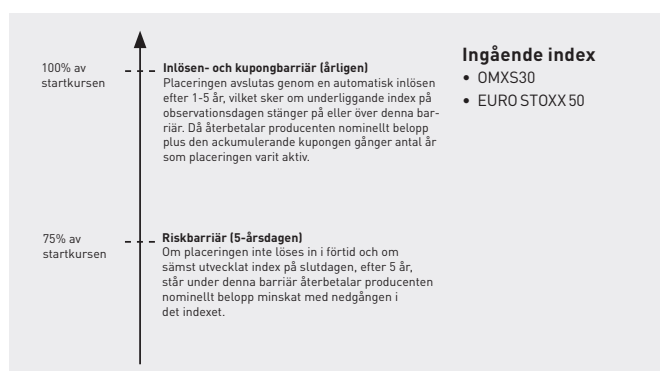 100% av
startkursen
Inlösen- och kupongbarriär (årligen)
Placeringen avslutas genom en automatisk inlösen
efter 1-5 år, vilket sker om underliggande index på
observationsdagen stänger på eller över denna bar-
riär. Då återbetalar producenten nominellt belopp
plus den ackumulerande kupongen gånger antal år
som placeringen varit aktiv.
75% av
startkursen
Riskbarriär (5-årsdagen)
Om placeringen inte löses in i förtid och om
sämst utvecklat index på slutdagen, efter 5 år,
står under denna barriär återbetalar producenten
nominellt belopp minskat med nedgången i
det indexet.
Ingående index
• OMXS30
• EURO STOXX 50